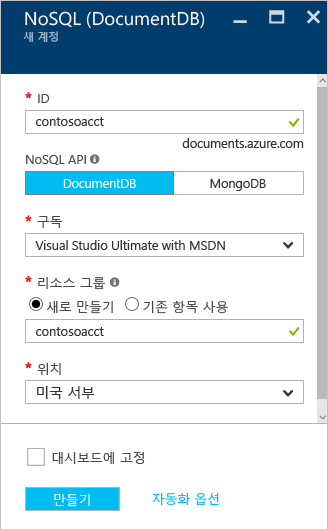 NoSQL (DocumentDB)
새 계정
* ID
contosoacct
documents.azure.com
NoSQL API
DocumentDB MongoDB
* 구독
Visual Studio Ultimate with MSDN
* 리소스 그룹
새로 만들기 기존 항목 사용
contosoacct
* 위치
미국 서부
대시보드에 고정
만들기 자동화 옵션